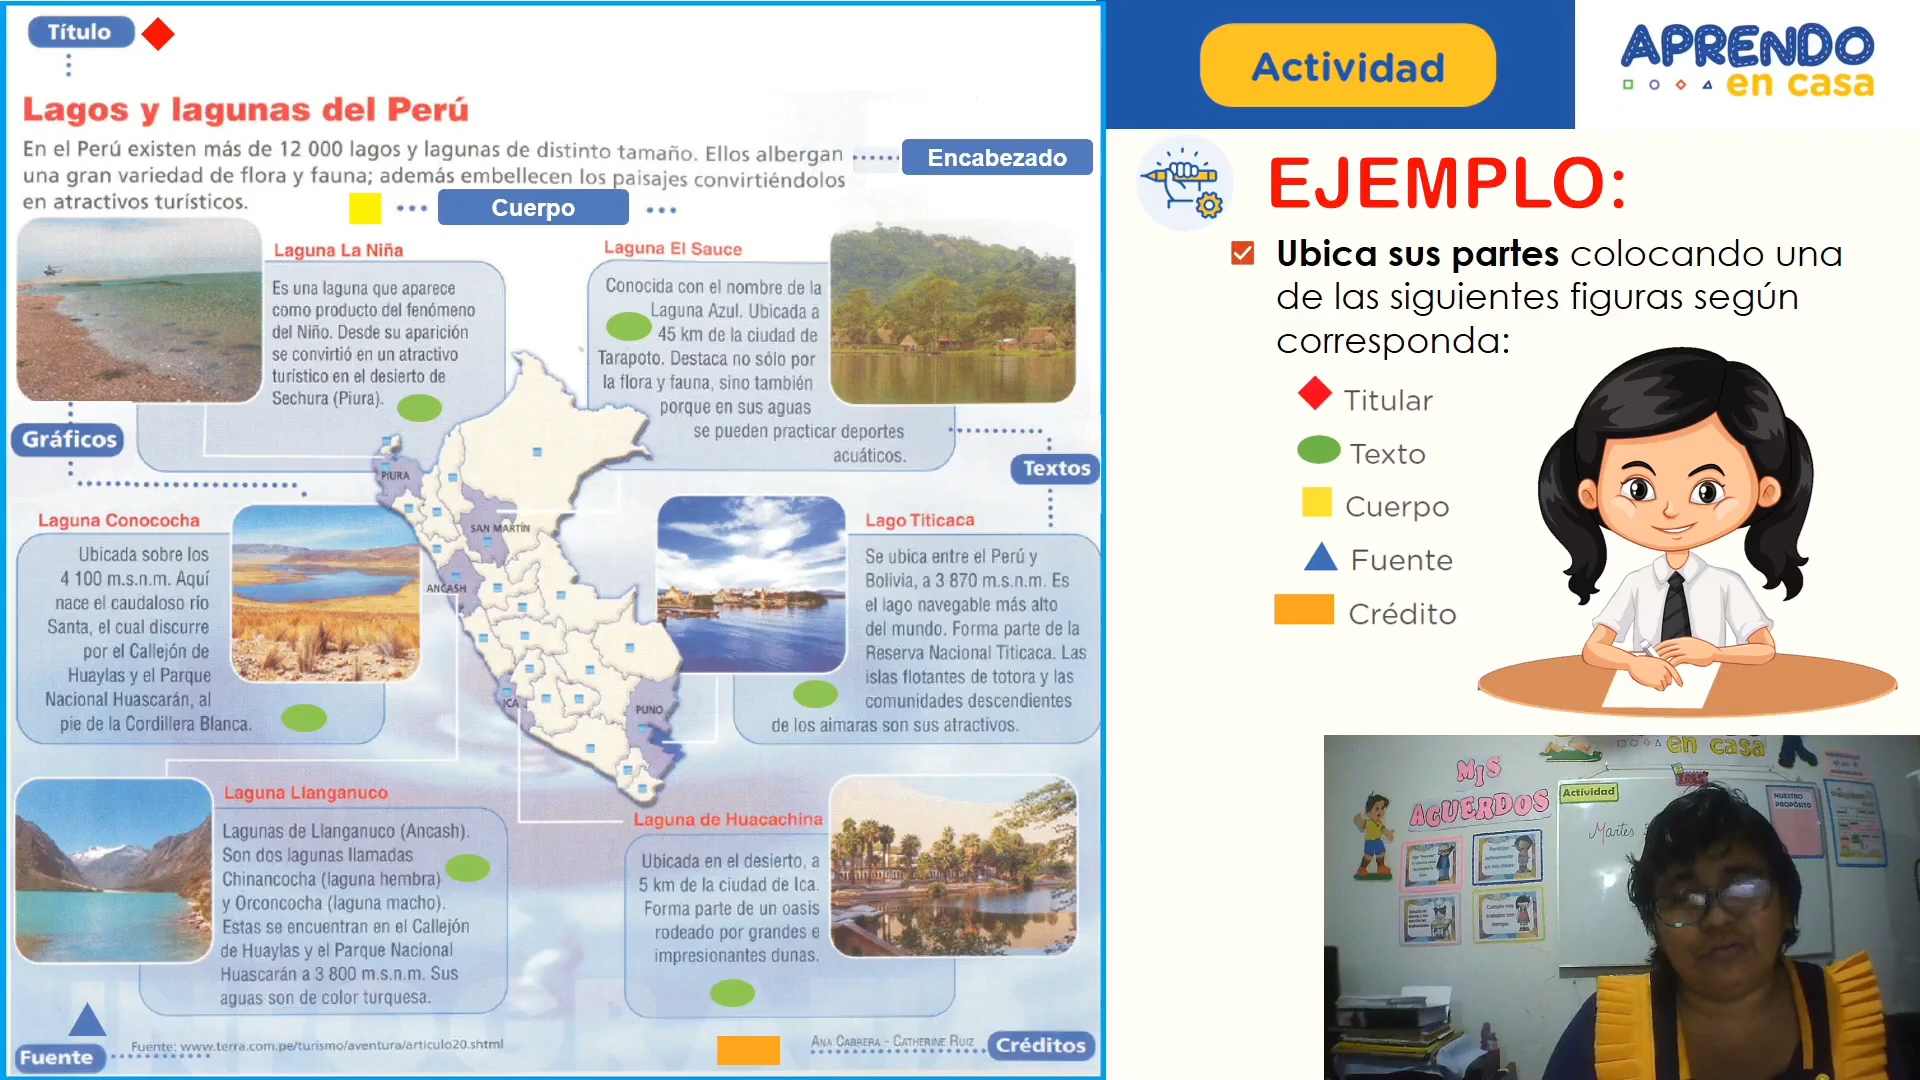 Título
Lagos y lagunas del Perú
En el Perú existen más de 12 000 lagos y lagunas de distinto tamaño. Ellos albergan
una gran variedad de flora y fauna; además embellecen los paisajes convirtiéndolos
en atractivos turísticos.
Encabezado
Cuerpo
Laguna La Niña
Es una laguna que aparece
como producto del fenómeno
del Niño. Desde su aparición
se convirtió en un atractivo
turístico en el desierto de
Sechura (Piura).
Laguna El Sauce
Conocida con el nombre de la
Laguna Azul. Ubicada a
45 km de la ciudad de
Tarapoto. Destaca no sólo por
la flora y fauna, sino también
porque en sus aguas
se pueden practicar deportes
acuáticos.
Gráficos
Textos
PIURA
SAN MARTÍN
ANCASH
ICA
PUNO
Laguna Conococha
Ubicada sobre los
4 100 m.s.n.m. Aquí
nace el caudaloso río
Santa, el cual discurre
por el Callejón de
Huaylas y el Parque
Nacional Huascarán, al
pie de la Cordillera Blanca.
Lago Titicaca
Se ubica entre el Perú y
Bolivia, a 3 870 m.s.n.m. Es
el lago navegable más alto
del mundo. Forma parte de la
Reserva Nacional Titicaca. Las
islas flotantes de totora y las
comunidades descendientes
de los aimaras son sus atractivos.
Laguna Llanganuco
Lagunas de Llanganuco (Ancash).
Son dos lagunas llamadas
Chinancocha (laguna hembra)
y Orconcocha (laguna macho).
Estas se encuentran en el Callejón
de Huaylas y el Parque Nacional
Huascarán a 3 800 m.s.n.m. Sus
aguas son de color turquesa.
Laguna de Huacachina
Ubicada en el desierto, a
5 km de la ciudad de Ica.
Forma parte de un oasis
rodeado por grandes e
impresionantes dunas.
Fuente
Fuente: www.terra.com.pe/turismo/aventura/articulo20.shtml
ANA CABRERA - CATHERINE RUIZ
Créditos
Actividad
APRENDO
en casa
EJEMPLO:
Ubica sus partes colocando una
de las siguientes figuras según
corresponda:
Titular
Texto
Cuerpo
Fuente
Crédito
en casa
MIS
ACUERDOS
Actividad
Martes
NUESTRO
PROPÓSITO